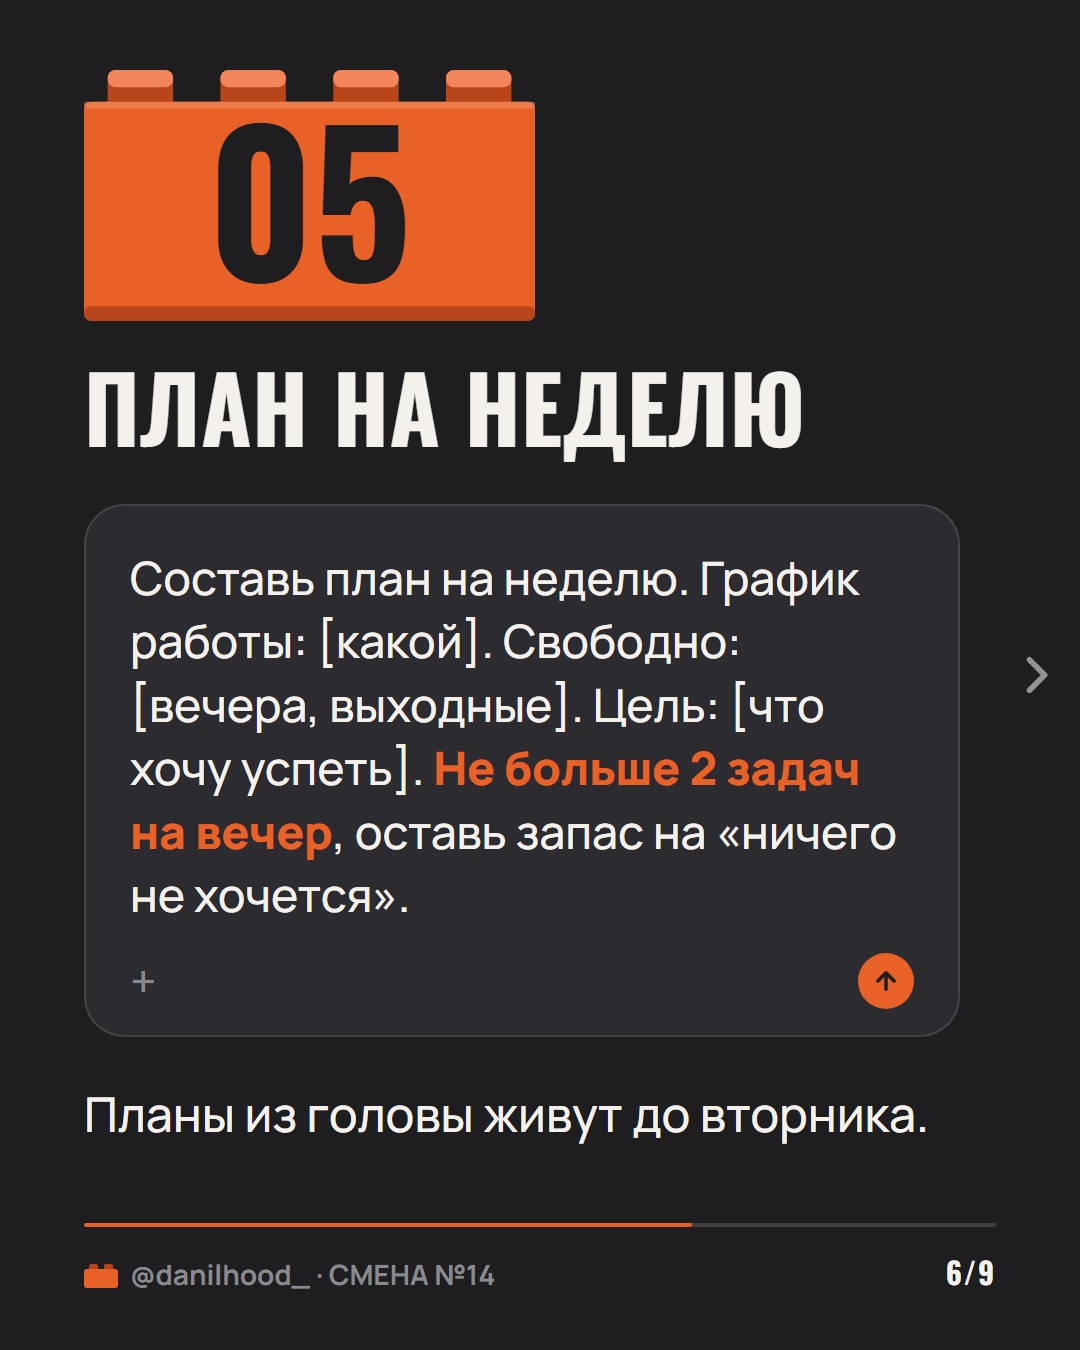 05
ПЛАН НА НЕДЕЛЮ
Составь план на неделю. График
работы: [какой]. Свободно:
[вечера, выходные]. Цель: [что
хочу успеть]. Не больше 2 задач
на вечер, оставь запас на «ничего
не хочется».
+
Планы из головы живут до вторника.
@danilhood_ · СМЕНА №14
6/9